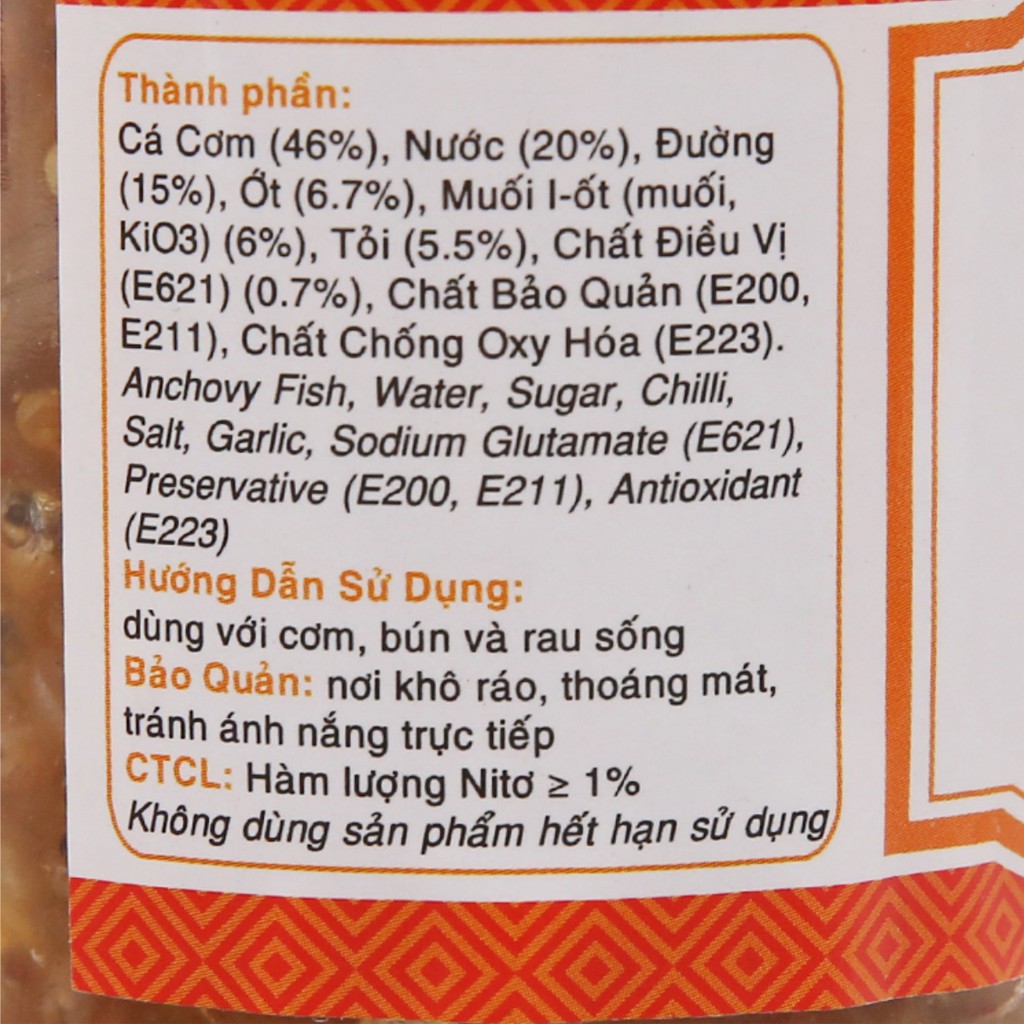 Thành phần:
Cá Cơm (46%), Nước (20%), Đường
(15%), Ớt (6.7%), Muối I-ốt (muối,
KiO3) (6%), Tỏi (5.5%), Chất Điều Vị
(E621) (0.7%), Chất Bảo Quản (E200,
E211), Chất Chống Oxy Hóa (E223).
Anchovy Fish, Water, Sugar, Chilli,
Salt, Garlic, Sodium Glutamate (E621),
Preservative (E200, E211), Antioxidant
(E223)
Hướng Dẫn Sử Dụng:
dùng với cơm, bún và rau sống
Bảo Quản: nơi khô ráo, thoáng mát,
tránh ánh nắng trực tiếp
CTCL: Hàm lượng Nitơ ≥ 1%
Không dùng sản phẩm hết hạn sử dụng